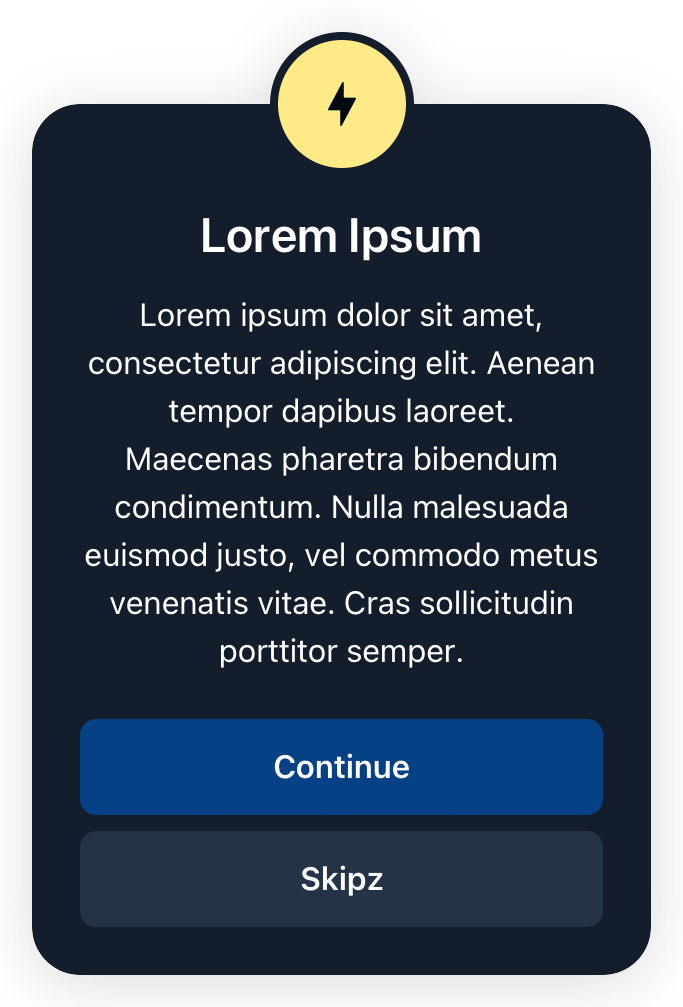 Lorem Ipsum
Lorem ipsum dolor sit amet,
consectetur adipiscing elit. Aenean
tempor dapibus laoreet.
Maecenas pharetra bibendum
condimentum. Nulla malesuada
euismod justo, vel commodo metus
venenatis vitae. Cras sollicitudin
porttitor semper.
Continue
Skipz